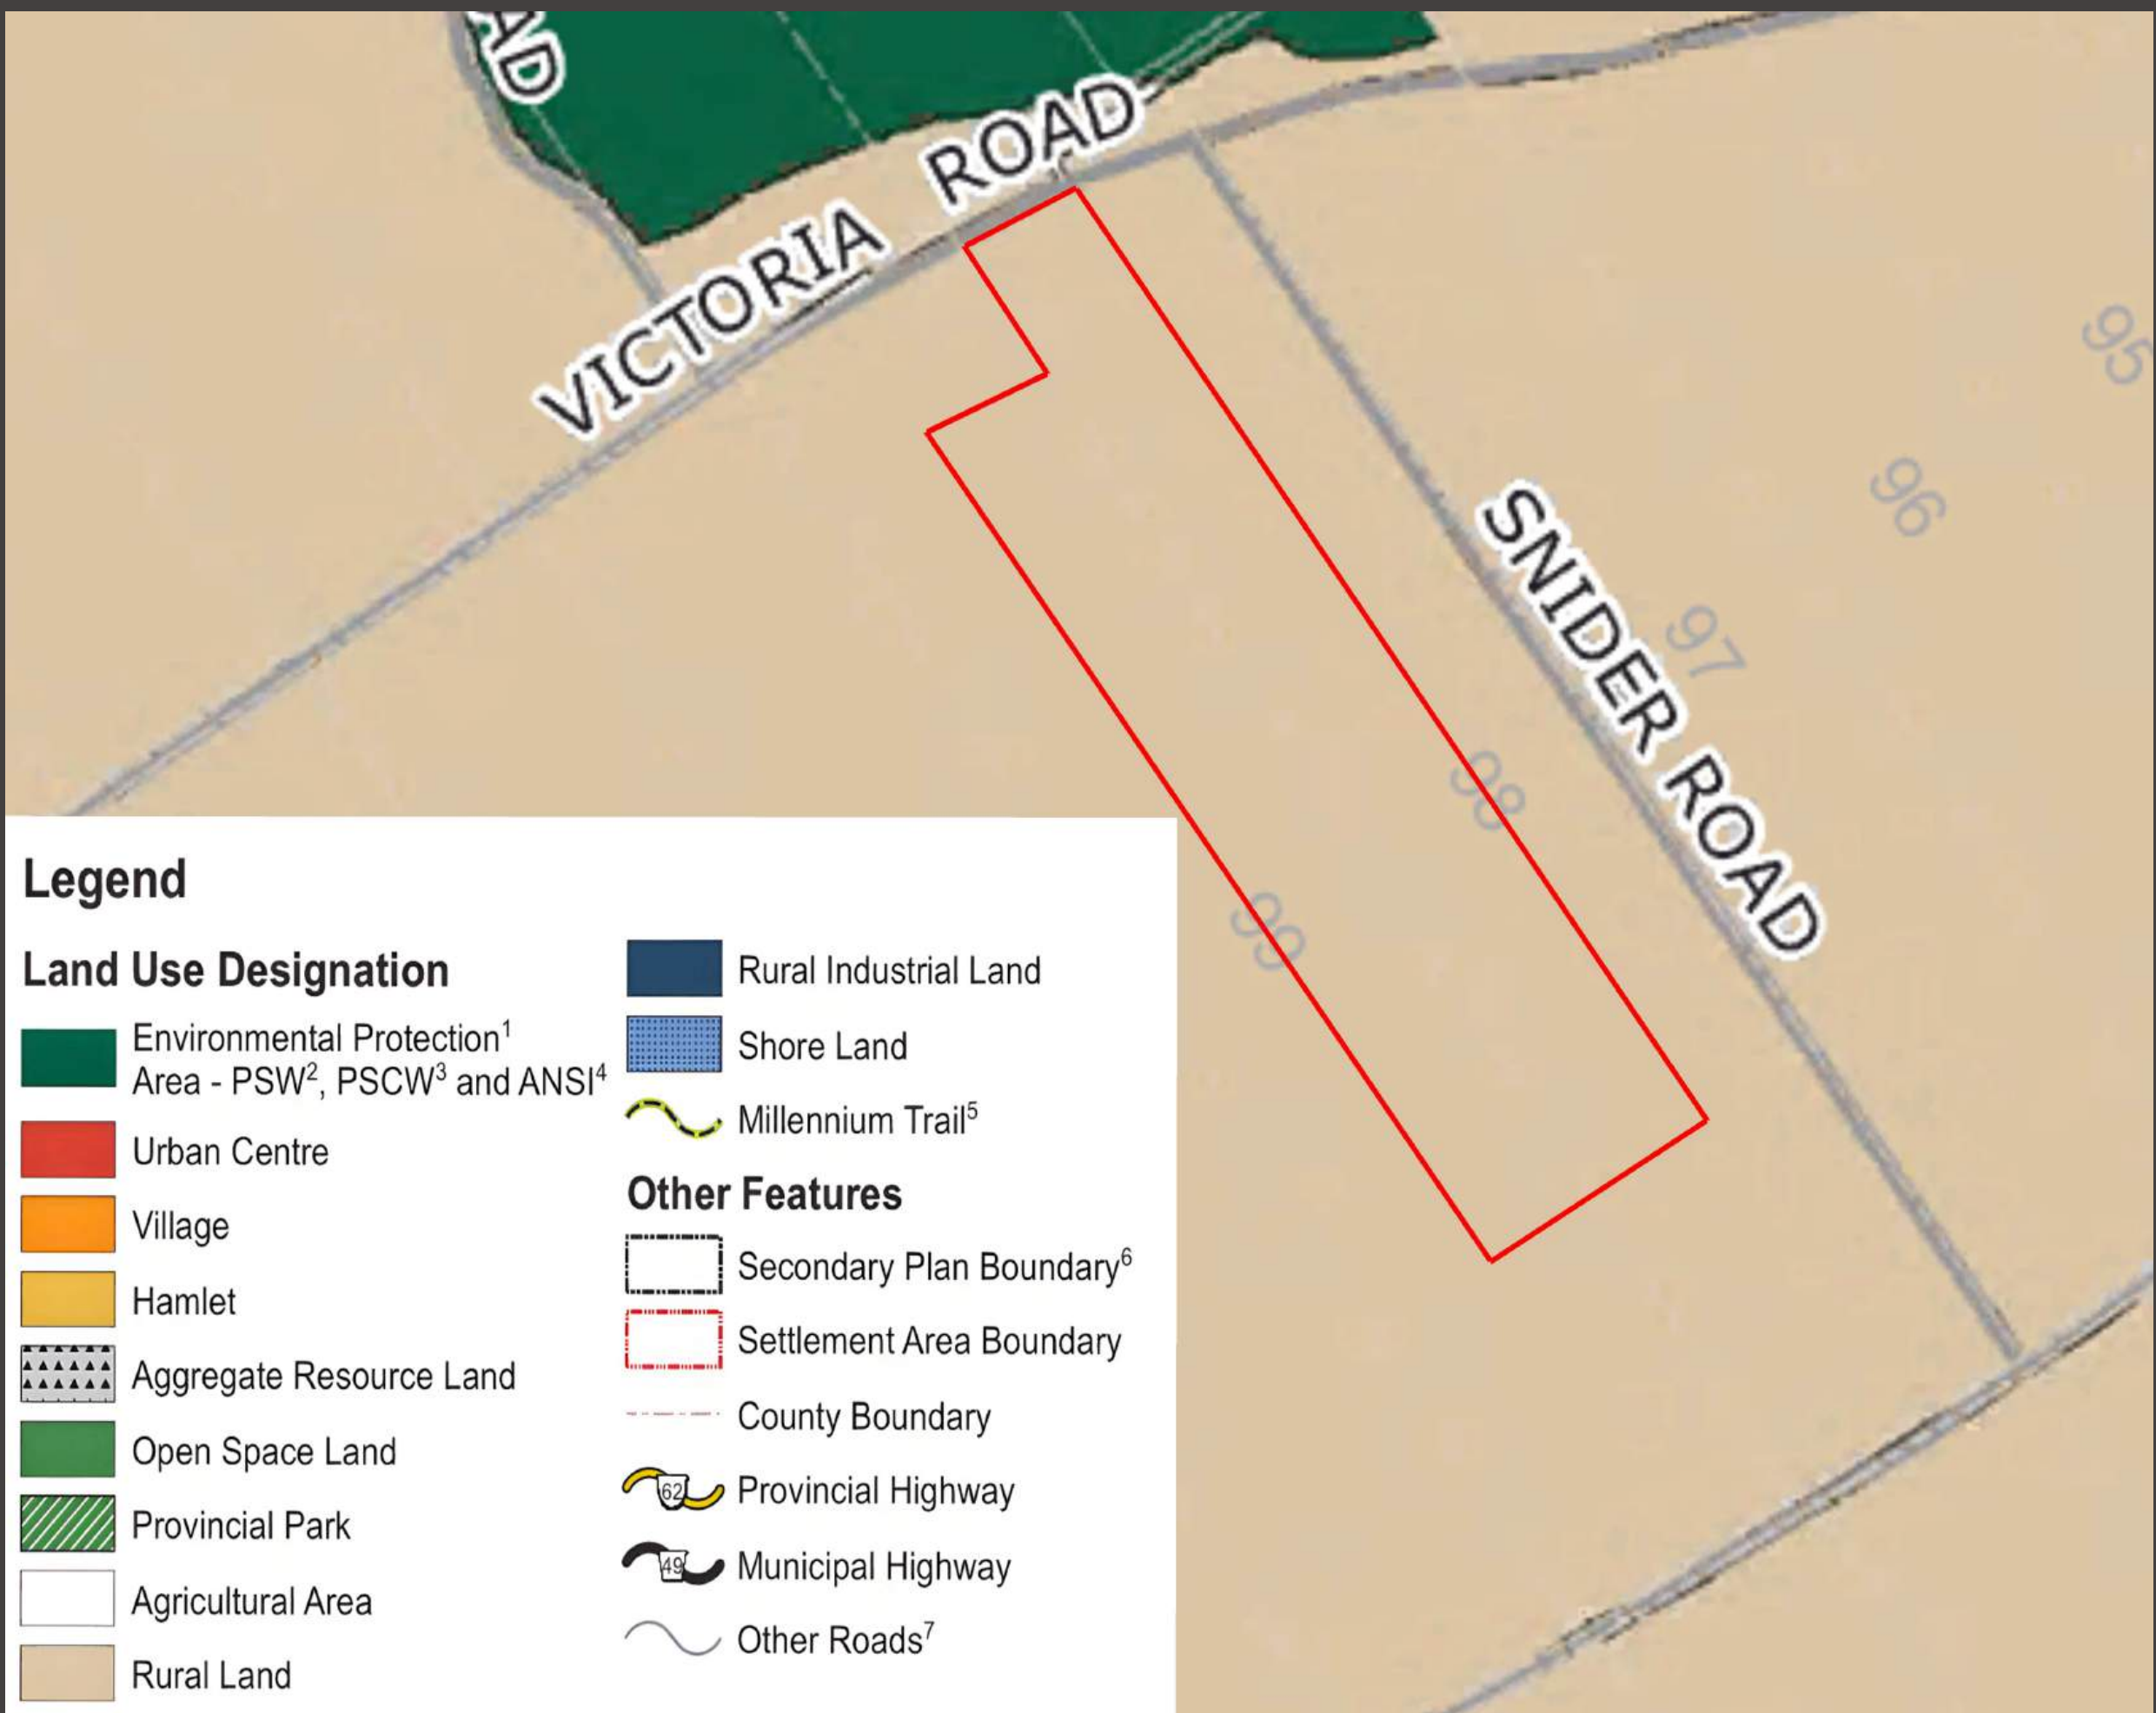 AD
VICTORIA ROAD
SNIDER ROAD
95
96
97
98
99
Legend
Land Use Designation
Environmental Protection¹
Area - PSW², PSCW³ and ANSI⁴
Urban Centre
Village
Hamlet
Aggregate Resource Land
Open Space Land
Provincial Park
Agricultural Area
Rural Land
Rural Industrial Land
Shore Land
Millennium Trail⁵
Other Features
Secondary Plan Boundary⁶
Settlement Area Boundary
County Boundary
62
Provincial Highway
49
Municipal Highway
Other Roads⁷